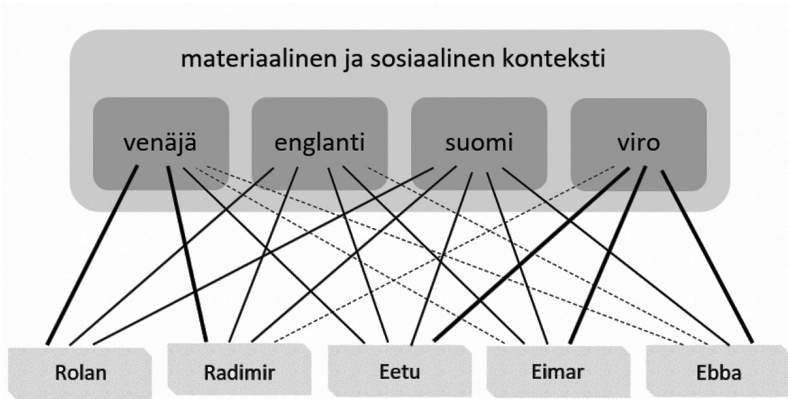 materiaalinen ja sosiaalinen konteksti
venäjä englanti suomi viro
Rolan Radimir Eetu Eimar Ebba